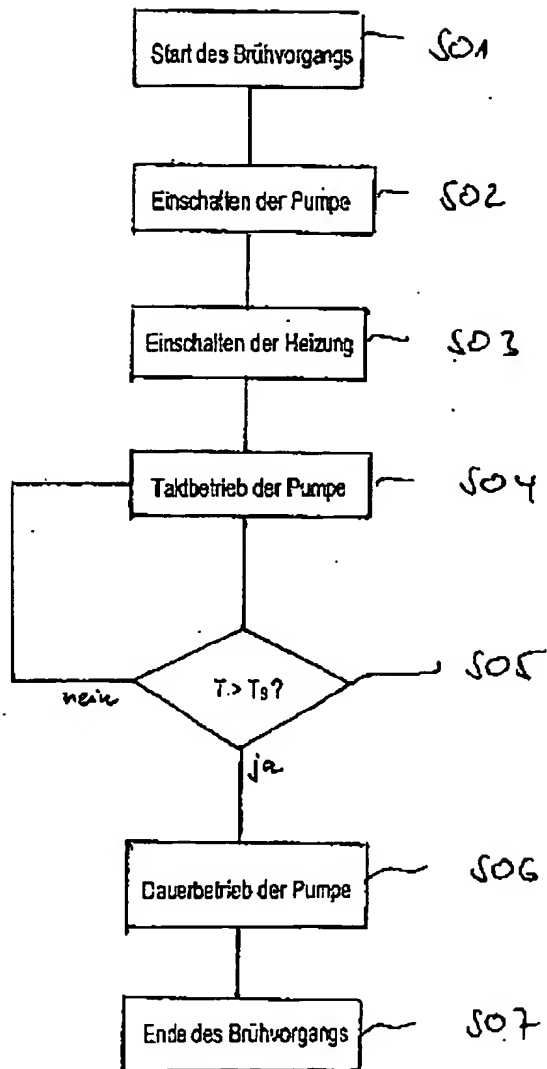 Start des Brühvorgangs S01
Einschalten der Pumpe S02
Einschalten der Heizung S03
Taktbetrieb der Pumpe S04
T > Ts? S05
nein
ja
Dauerbetrieb der Pumpe S06
Ende des Brühvorgangs S07